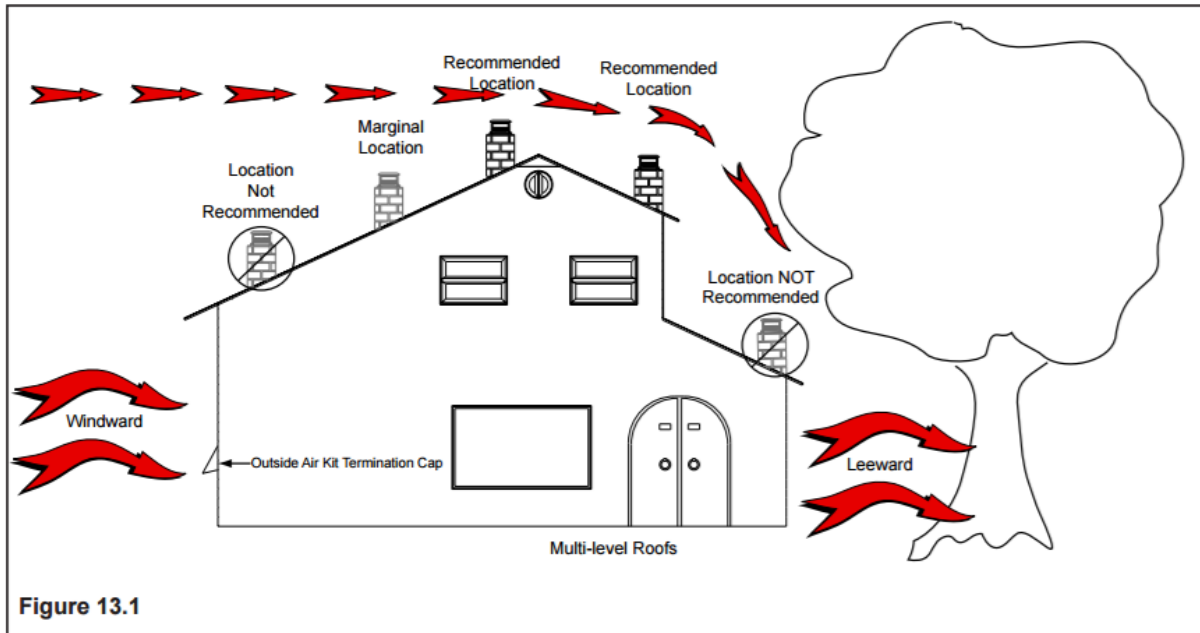 Recommended
Location
Recommended
Location
Marginal
Location
Location
Not
Recommended
Location NOT
Recommended
Windward
Outside Air Kit Termination Cap
Leeward
Multi-level Roofs
Figure 13.1